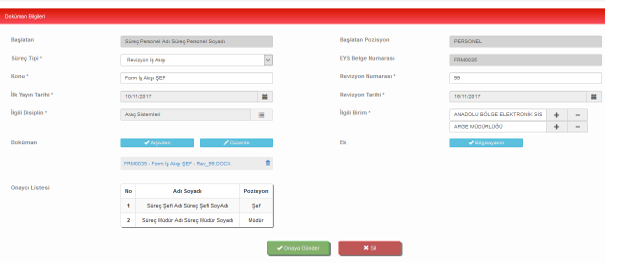 Doküman Bilgileri
Başlatan Süreç Personel Adı Süreç Personel Soyadı Başlatan Pozisyon PERSONEL
Süreç Tipi * Revizyon İş Akışı EYS Belge Numarası FRM0035
Konu * Form İş Akışı ŞEF Revizyon Numarası * 99
İlk Yayın Tarihi * 10/11/2017 Revizyon Tarihi * 10/11/2017
İlgili Disiplin * Araç Sistemleri İlgili Birim * ANADOLU BÖLGE ELEKTRONİK SİS + −
ARGE MÜDÜRLÜĞÜ + −
Doküman Arşivden Düzenle Ek Bilgisayarım
FRM0035 - Form İş Akışı ŞEF - Rev_99.DOCX
Onaycı Listesi
No Adı Soyadı Pozisyon
1 Süreç Şefi Adı Süreç Şefi SoyAdı Şef
2 Süreç Müdür Adı Süreç Müdür Soyadı Müdür
Onaya Gönder Sil